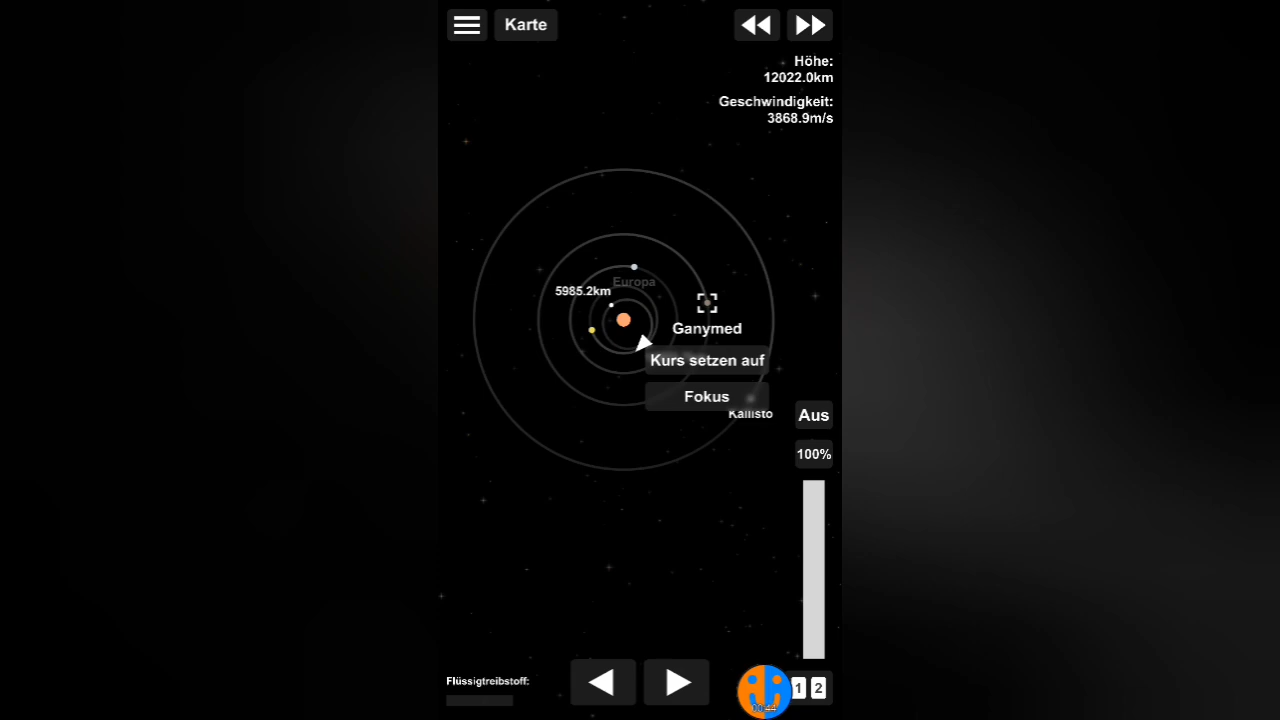 Karte
Höhe:
12022.0km
Geschwindigkeit:
3868.9m/s
Europa
5985.2km
Ganymed
Kurs setzen auf
Fokus
Kallisto
Aus
100%
Flüssigtreibstoff:
1 2